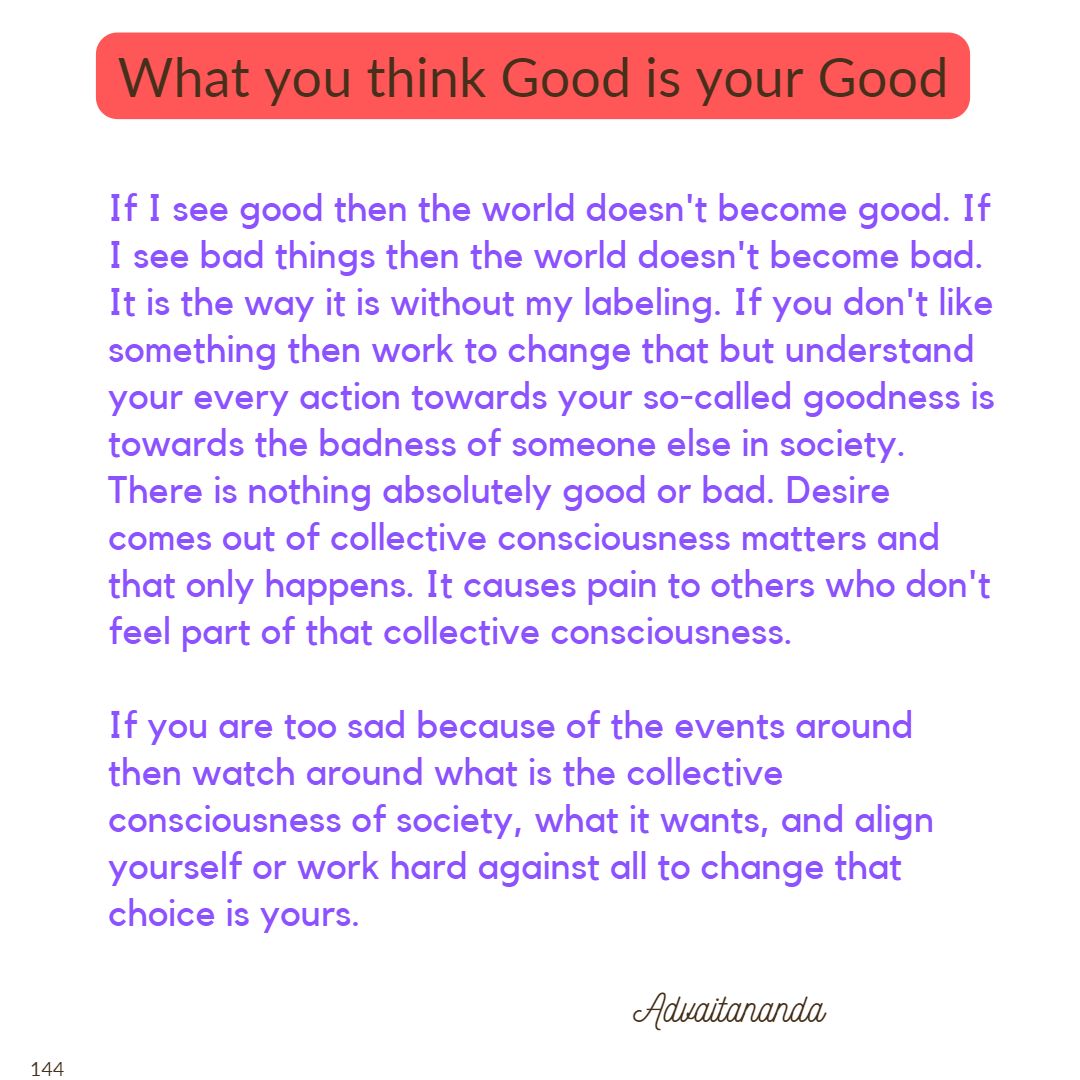 What you think Good is your Good
If I see good then the world doesn't become good. If
I see bad things then the world doesn't become bad.
It is the way it is without my labeling. If you don't like
something then work to change that but understand
your every action towards your so-called goodness is
towards the badness of someone else in society.
There is nothing absolutely good or bad. Desire
comes out of collective consciousness matters and
that only happens. It causes pain to others who don't
feel part of that collective consciousness.
If you are too sad because of the events around
then watch around what is the collective
consciousness of society, what it wants, and align
yourself or work hard against all to change that
choice is yours.
Advaitananda
144